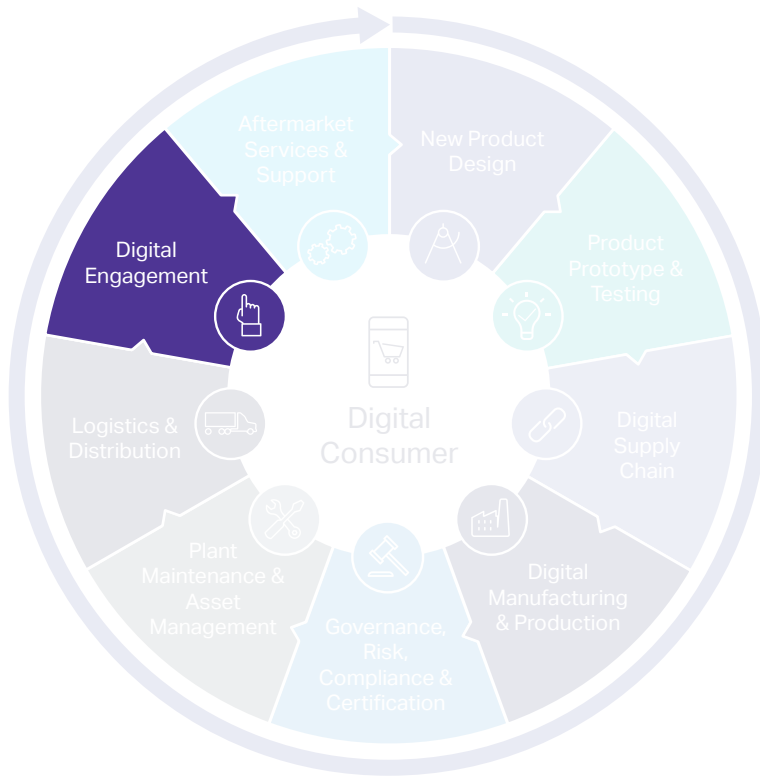 Aftermarket
Services &
Support
New Product
Design
Product
Prototype &
Testing
Digital
Supply
Chain
Digital
Manufacturing
& Production
Governance,
Risk,
Compliance &
Certification
Plant
Maintenance &
Asset
Management
Logistics &
Distribution
Digital
Engagement
Digital
Consumer